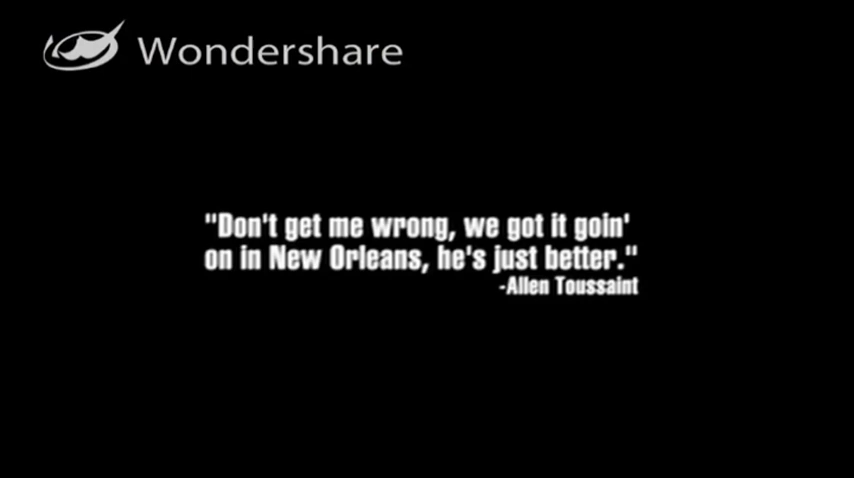 Wondershare
"Don't get me wrong, we got it goin'
on in New Orleans, he's just better."
-Allen Toussaint